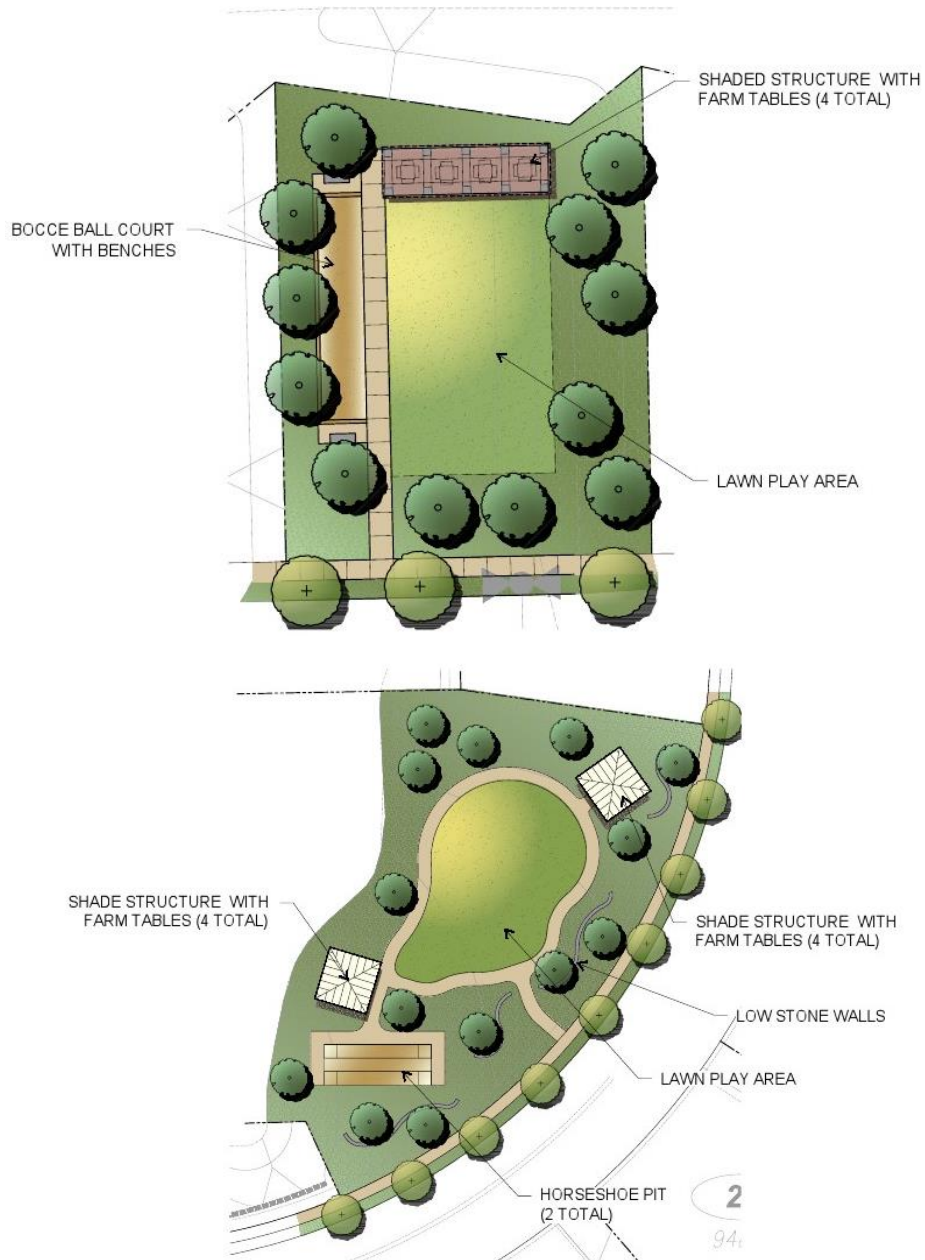 SHADED STRUCTURE WITH
FARM TABLES (4 TOTAL)
BOCCE BALL COURT
WITH BENCHES
LAWN PLAY AREA
SHADE STRUCTURE WITH
FARM TABLES (4 TOTAL)
SHADE STRUCTURE WITH
FARM TABLES (4 TOTAL)
LOW STONE WALLS
LAWN PLAY AREA
HORSESHOE PIT
(2 TOTAL)
2